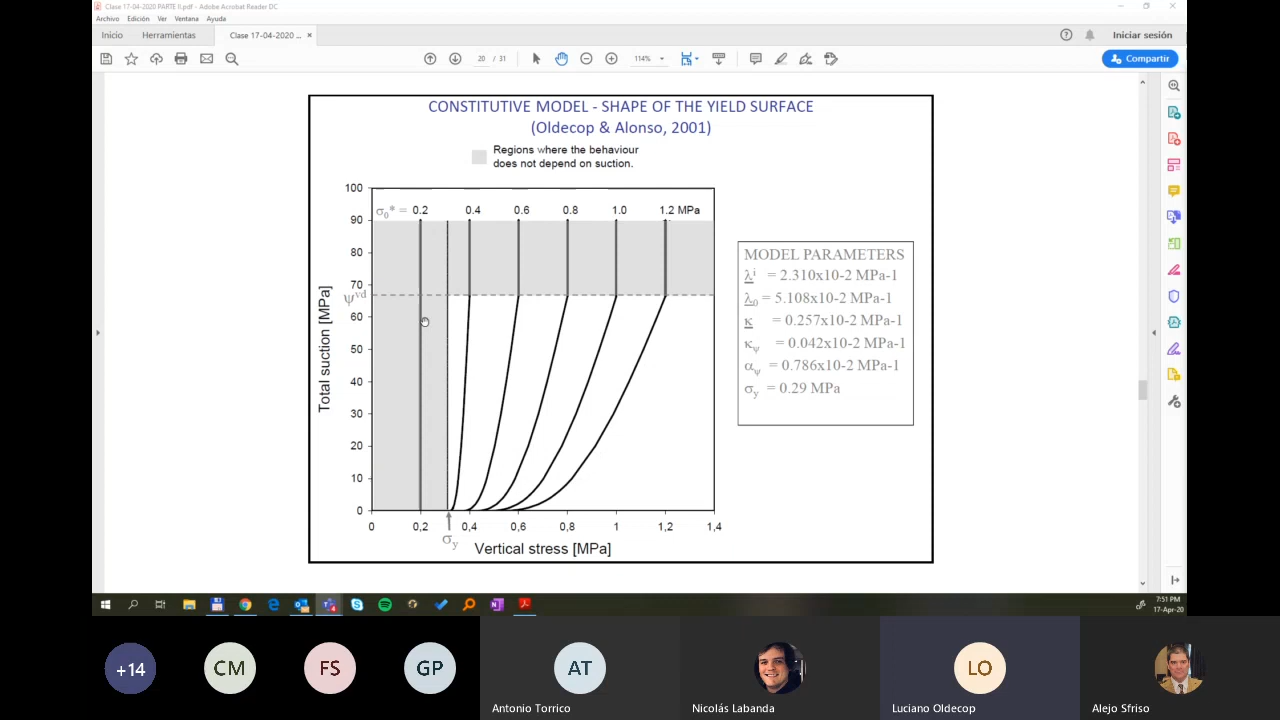 Clase 17-04-2020 PARTE II.pdf - Adobe Acrobat Reader DC
Archivo Edición Ver Ventana Ayuda
Inicio Herramientas Clase 17-04-2020 ... × Iniciar sesión
20 / 31 114% Compartir
CONSTITUTIVE MODEL - SHAPE OF THE YIELD SURFACE
(Oldecop & Alonso, 2001)
Regions where the behaviour
does not depend on suction.
100
σ₀* = 0.2 0.4 0.6 0.8 1.0 1.2 MPa
90
80
70
ψvd
60
50
40
30
20
10
0
Total suction [MPa]
0 0,2 0,4 0,6 0,8 1 1,2 1,4
σy
Vertical stress [MPa]
MODEL PARAMETERS
λi = 2.310x10-2 MPa-1
λ0 = 5.108x10-2 MPa-1
κ = 0.257x10-2 MPa-1
κψ = 0.042x10-2 MPa-1
αψ = 0.786x10-2 MPa-1
σy = 0.29 MPa
7:51 PM
17-Apr-20
+14 CM FS GP AT LO
Antonio Torrico Nicolás Labanda Luciano Oldecop Alejo Sfriso